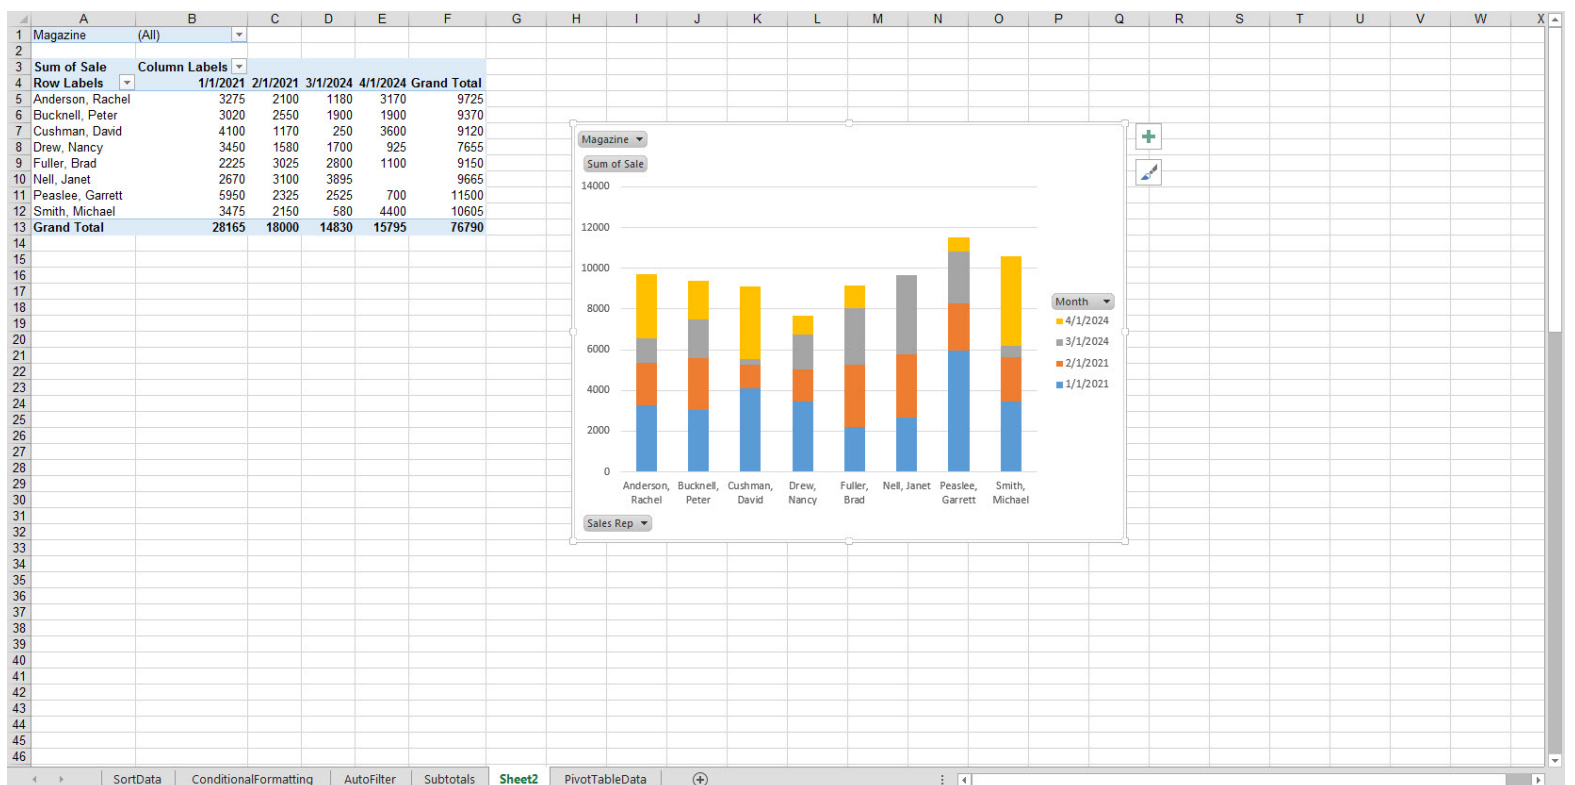 A B C D E F G H I J K L M N O P Q R S T U V W X
1 Magazine (All)
2
3 Sum of Sale Column Labels
4 Row Labels 1/1/2021 2/1/2021 3/1/2024 4/1/2024 Grand Total
5 Anderson, Rachel 3275 2100 1180 3170 9725
6 Bucknell, Peter 3020 2550 1900 1900 9370
7 Cushman, David 4100 1170 250 3600 9120
8 Drew, Nancy 3450 1580 1700 925 7655
9 Fuller, Brad 2225 3025 2800 1100 9150
10 Nell, Janet 2670 3100 3895 9665
11 Peaslee, Garrett 5950 2325 2525 700 11500
12 Smith, Michael 3475 2150 580 4400 10605
13 Grand Total 28165 18000 14830 15795 76790
14
15
16
17
18
19
20
21
22
23
24
25
26
27
28
29
30
31
32
33
34
35
36
37
38
39
40
41
42
43
44
45
46
Magazine
Sum of Sale
14000
12000
10000
8000
6000
4000
2000
0
Anderson, Bucknell, Cushman, Drew, Fuller, Nell, Janet Peaslee, Smith,
Rachel Peter David Nancy Brad Garrett Michael
Sales Rep
Month
4/1/2024
3/1/2024
2/1/2021
1/1/2021
SortData ConditionalFormatting AutoFilter Subtotals Sheet2 PivotTableData